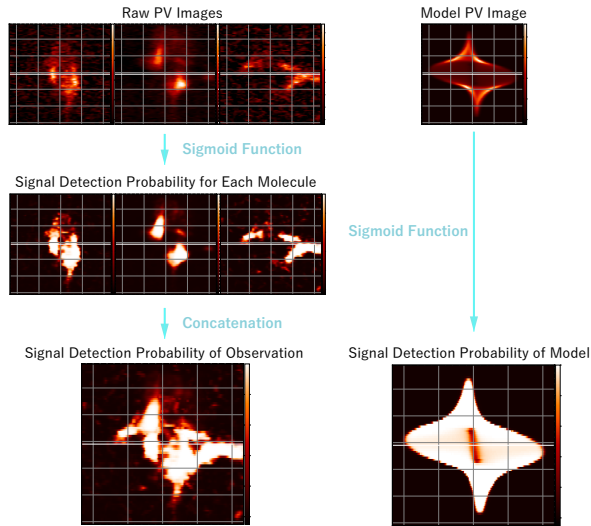 Raw PV Images
Model PV Image
Sigmoid Function
Signal Detection Probability for Each Molecule
Sigmoid Function
Concatenation
Signal Detection Probability of Observation
Signal Detection Probability of Model